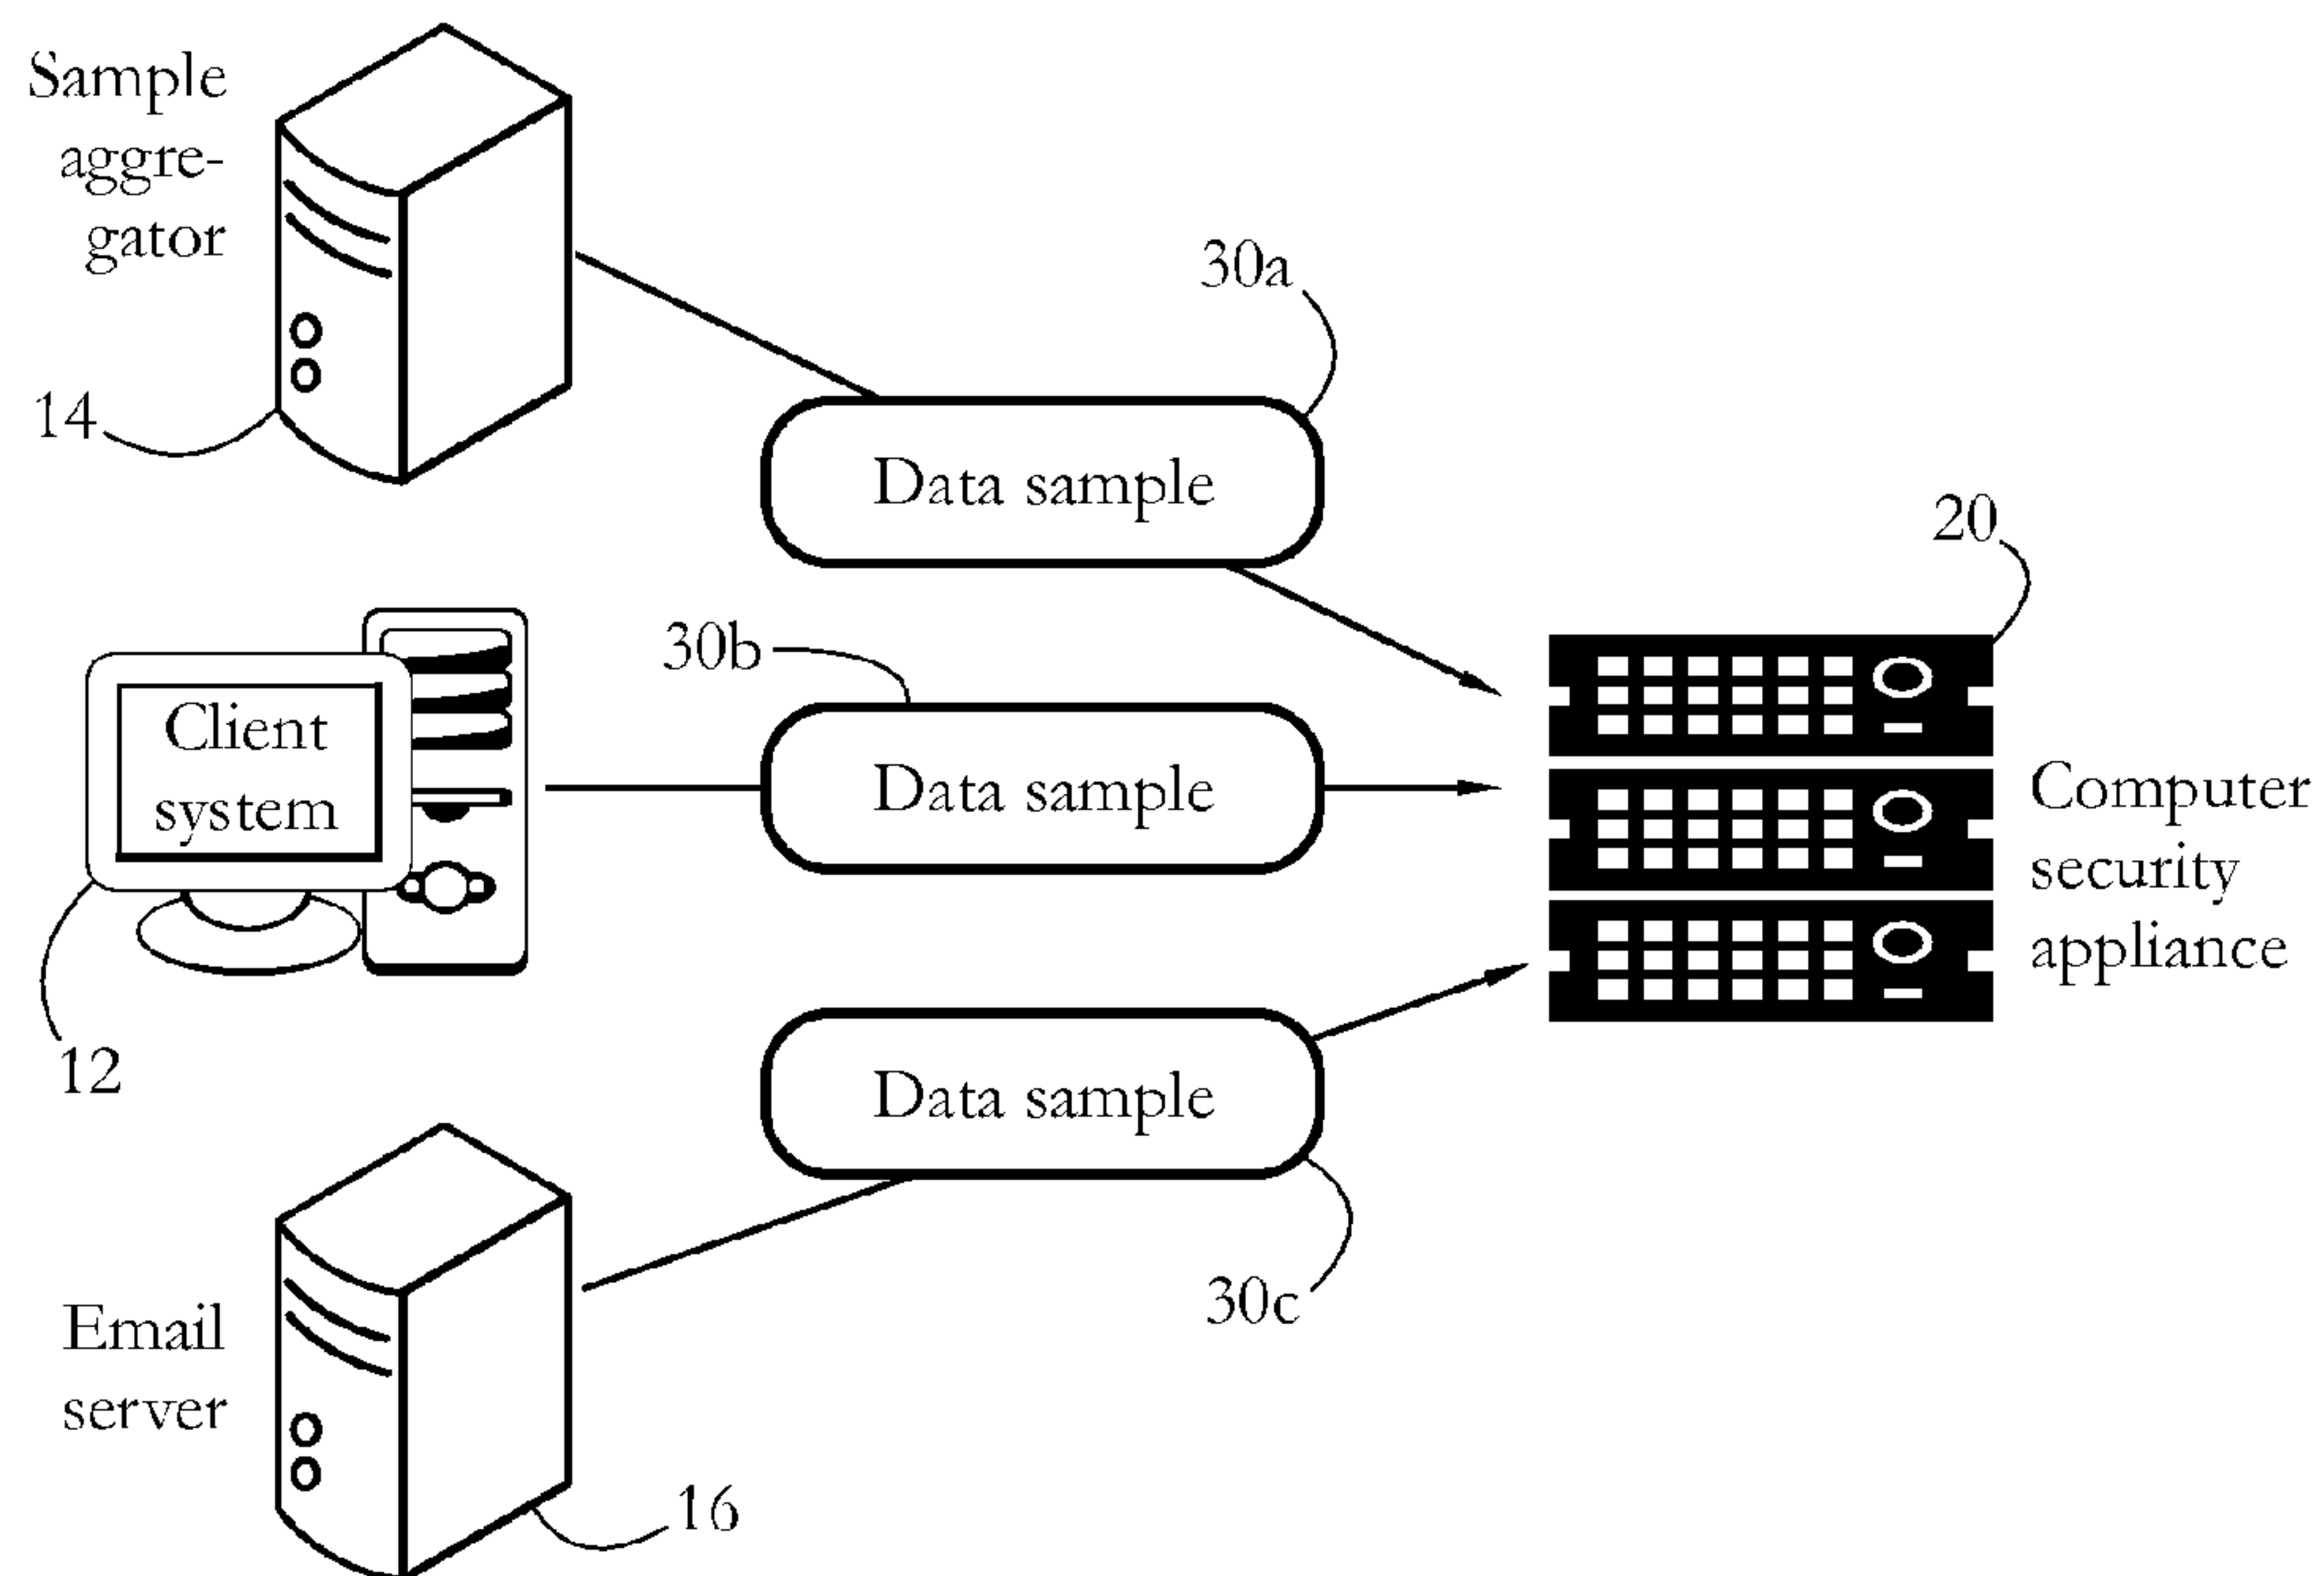 Sample
aggre-
gator
14
30a
Data sample
20
30b
Data sample
Client
system
12
Computer
security
appliance
Data sample
30c
Email
server
16